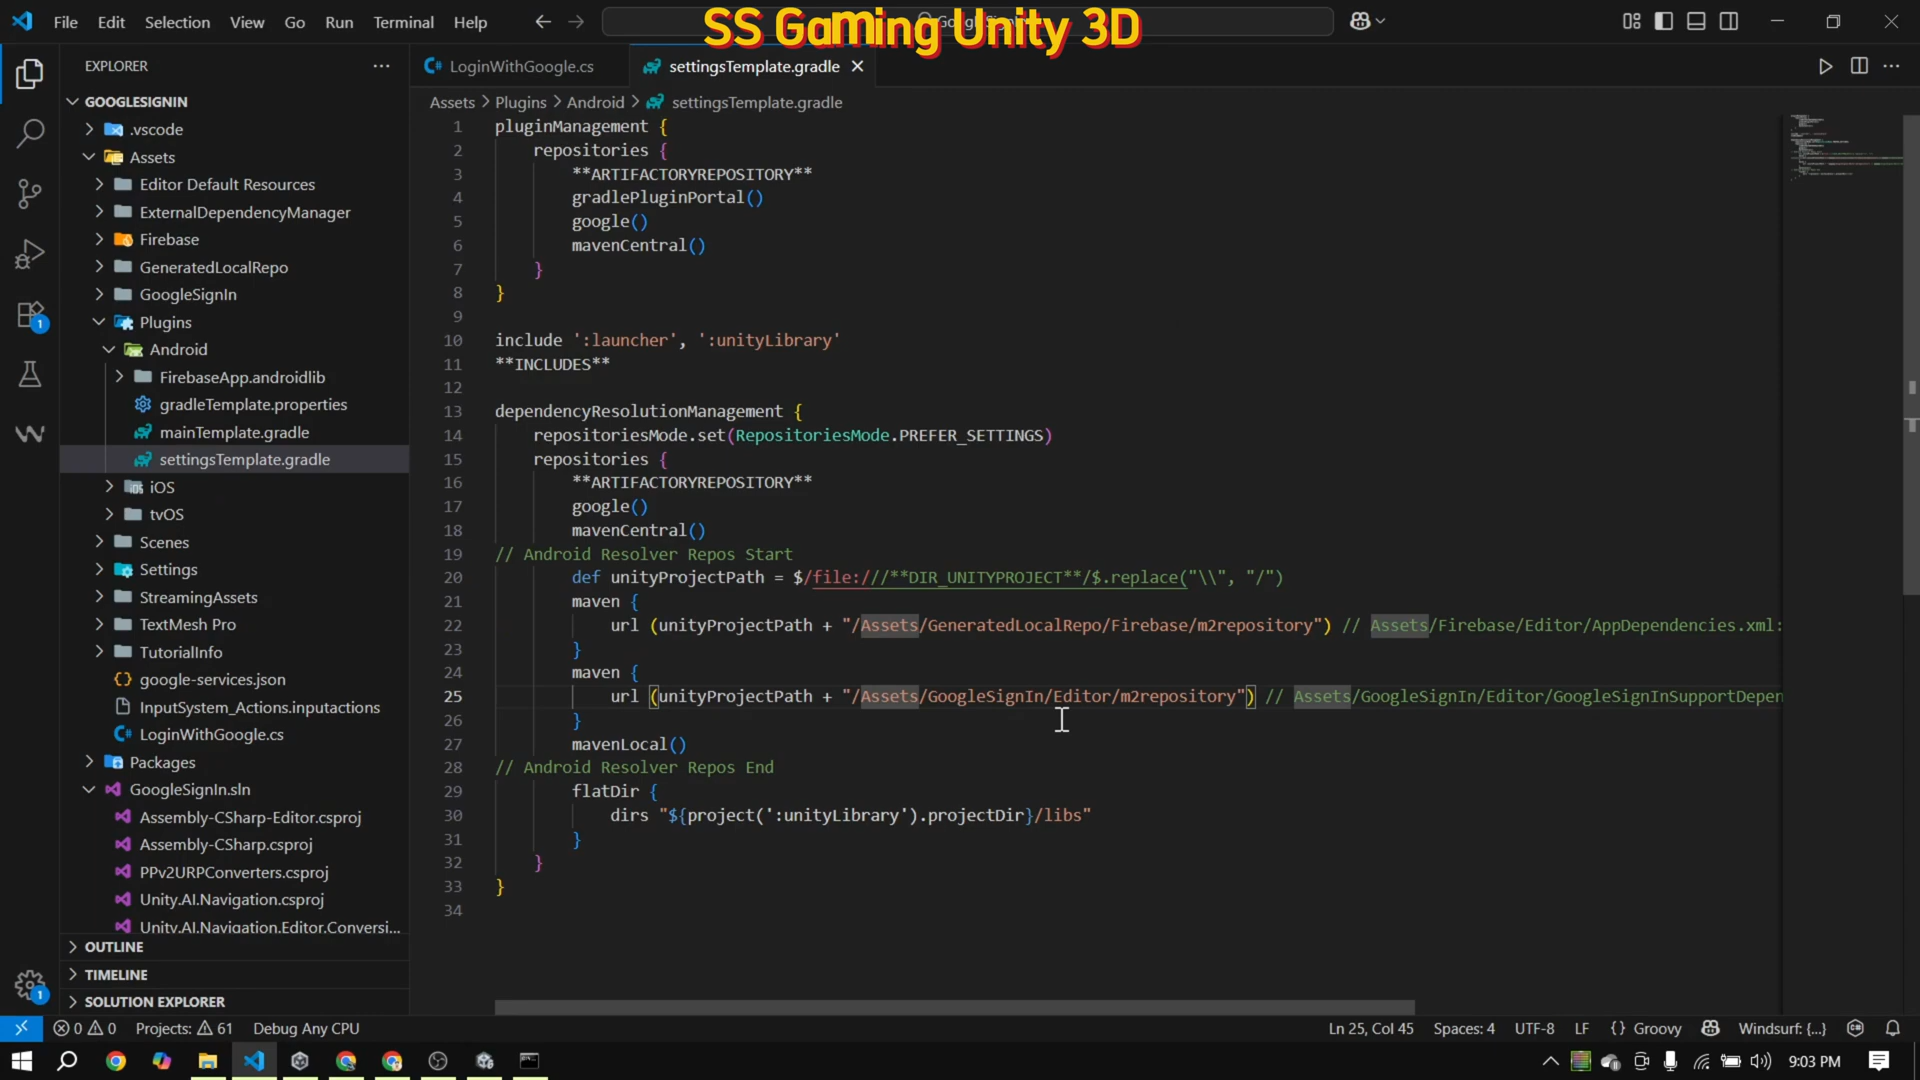 File Edit Selection View Go Run Terminal Help
SS Gaming Unity 3D
EXPLORER
LoginWithGoogle.cs
settingsTemplate.gradle
Assets > Plugins > Android > settingsTemplate.gradle
GOOGLESIGNIN
.vscode
Assets
Editor Default Resources
ExternalDependencyManager
Firebase
GeneratedLocalRepo
GoogleSignIn
Plugins
Android
FirebaseApp.androidlib
gradleTemplate.properties
mainTemplate.gradle
settingsTemplate.gradle
iOS
tvOS
Scenes
Settings
StreamingAssets
TextMesh Pro
TutorialInfo
google-services.json
InputSystem_Actions.inputactions
LoginWithGoogle.cs
Packages
GoogleSignIn.sln
Assembly-CSharp-Editor.csproj
Assembly-CSharp.csproj
PPv2URPConverters.csproj
Unity.AI.Navigation.csproj
Unity.AI.Navigation.Editor.Conversi...
OUTLINE
TIMELINE
SOLUTION EXPLORER
1 pluginManagement {
2 repositories {
3 **ARTIFACTORYREPOSITORY**
4 gradlePluginPortal()
5 google()
6 mavenCentral()
7 }
8 }
9
10 include ':launcher', ':unityLibrary'
11 **INCLUDES**
12
13 dependencyResolutionManagement {
14 repositoriesMode.set(RepositoriesMode.PREFER_SETTINGS)
15 repositories {
16 **ARTIFACTORYREPOSITORY**
17 google()
18 mavenCentral()
19 // Android Resolver Repos Start
20 def unityProjectPath = $/file:///**DIR_UNITYPROJECT**/$.replace("\\", "/")
21 maven {
22 url (unityProjectPath + "/Assets/GeneratedLocalRepo/Firebase/m2repository") // Assets/Firebase/Editor/AppDependencies.xml:
23 }
24 maven {
25 url (unityProjectPath + "/Assets/GoogleSignIn/Editor/m2repository") // Assets/GoogleSignIn/Editor/GoogleSignInSupportDepen
26 }
27 mavenLocal()
28 // Android Resolver Repos End
29 flatDir {
30 dirs "${project(':unityLibrary').projectDir}/libs"
31 }
32 }
33 }
34
0 0 Projects: 61 Debug Any CPU
Ln 25, Col 45 Spaces: 4 UTF-8 LF {} Groovy Windsurf: {...}
9:03 PM